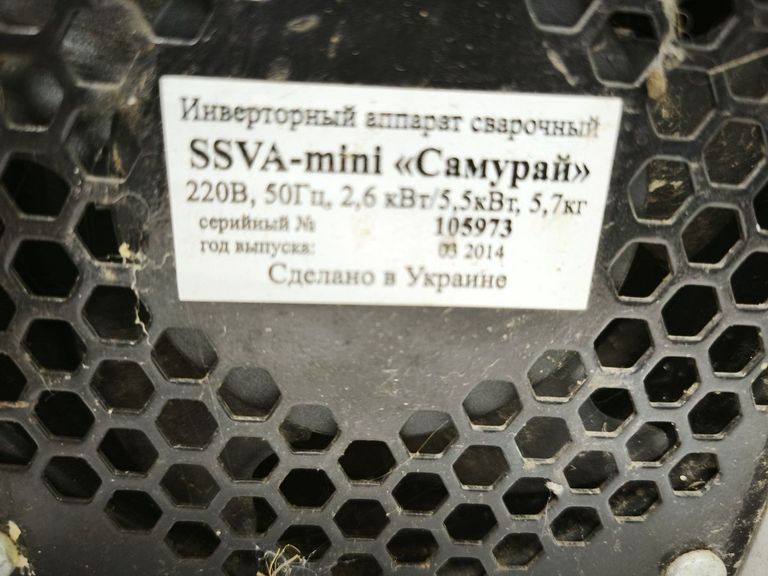 Инверторный аппарат сварочный
SSVA-mini «Самурай»
220В, 50Гц, 2,6 кВт/5,5кВт, 5,7кг
серийный № 105973
год выпуска: 03 2014
Сделано в Украине